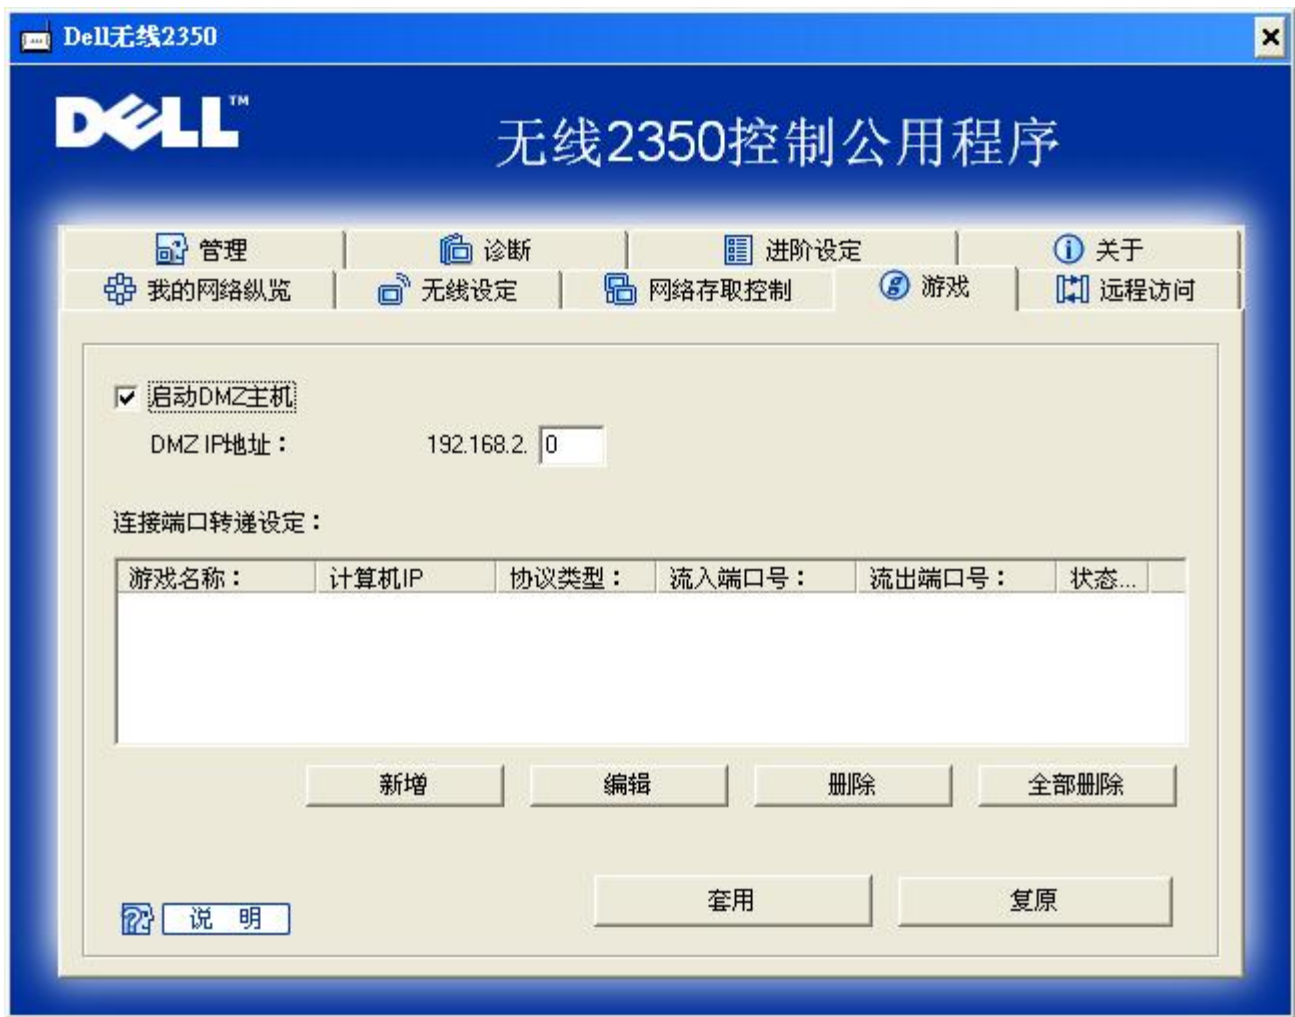 Dell无线2350
DELL™
无线2350控制公用程序
管理 诊断 进阶设定 关于
我的网络纵览 无线设定 网络存取控制 游戏 远程访问
启动DMZ主机
DMZ IP地址： 192.168.2. 0
连接端口转递设定：
游戏名称： 计算机IP 协议类型： 流入端口号： 流出端口号： 状态...
新增 编辑 删除 全部删除
套用 复原
说 明